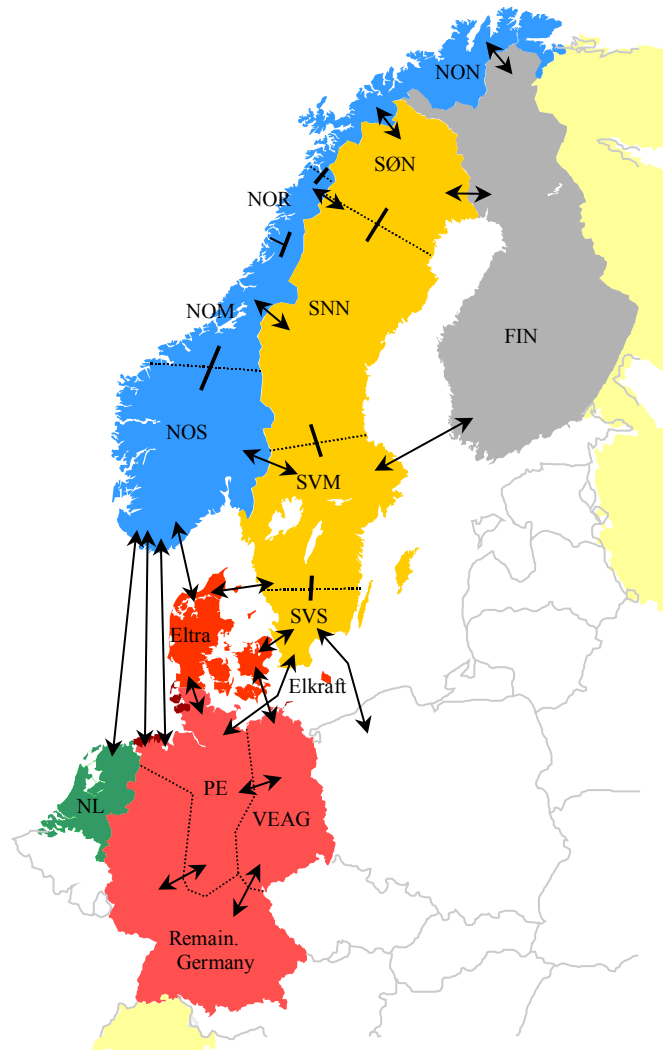 NON
SØN
NOR
NOM
SNN
FIN
NOS
SVM
SVS
Eltra
Elkraft
PE
NL
VEAG
Remain.
Germany